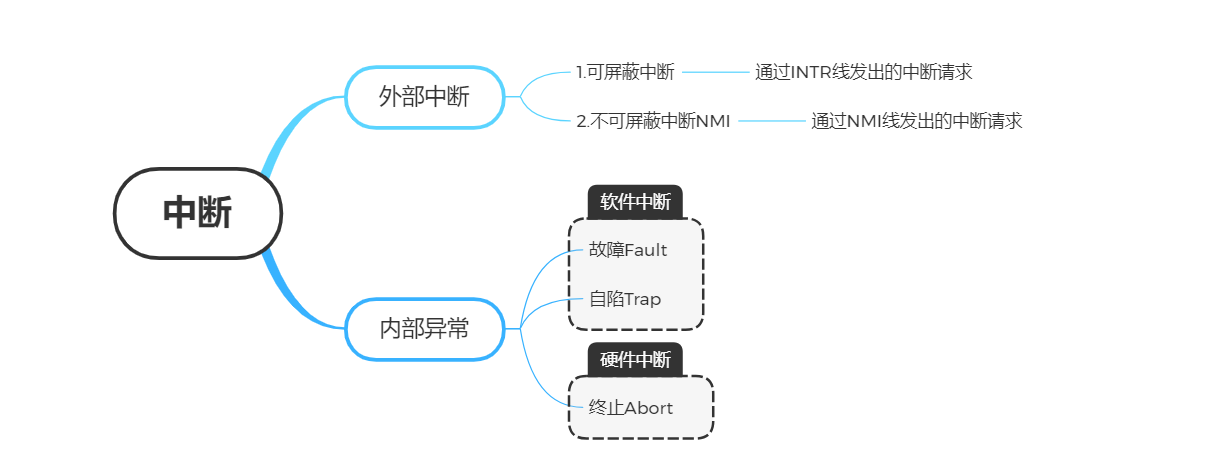 中断
外部中断
1.可屏蔽中断
通过INTR线发出的中断请求
2.不可屏蔽中断NMI
通过NMI线发出的中断请求
内部异常
软件中断
故障Fault
自陷Trap
硬件中断
终止Abort